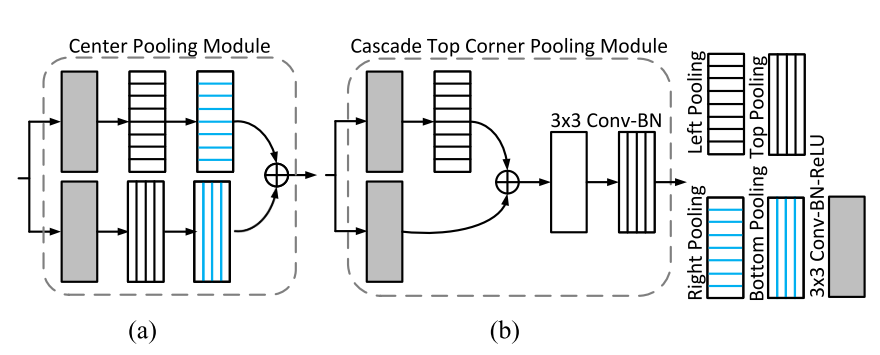 Center Pooling Module
Cascade Top Corner Pooling Module
3x3 Conv-BN
Left Pooling
Top Pooling
Right Pooling
Bottom Pooling
3x3 Conv-BN-ReLU
(a)
(b)